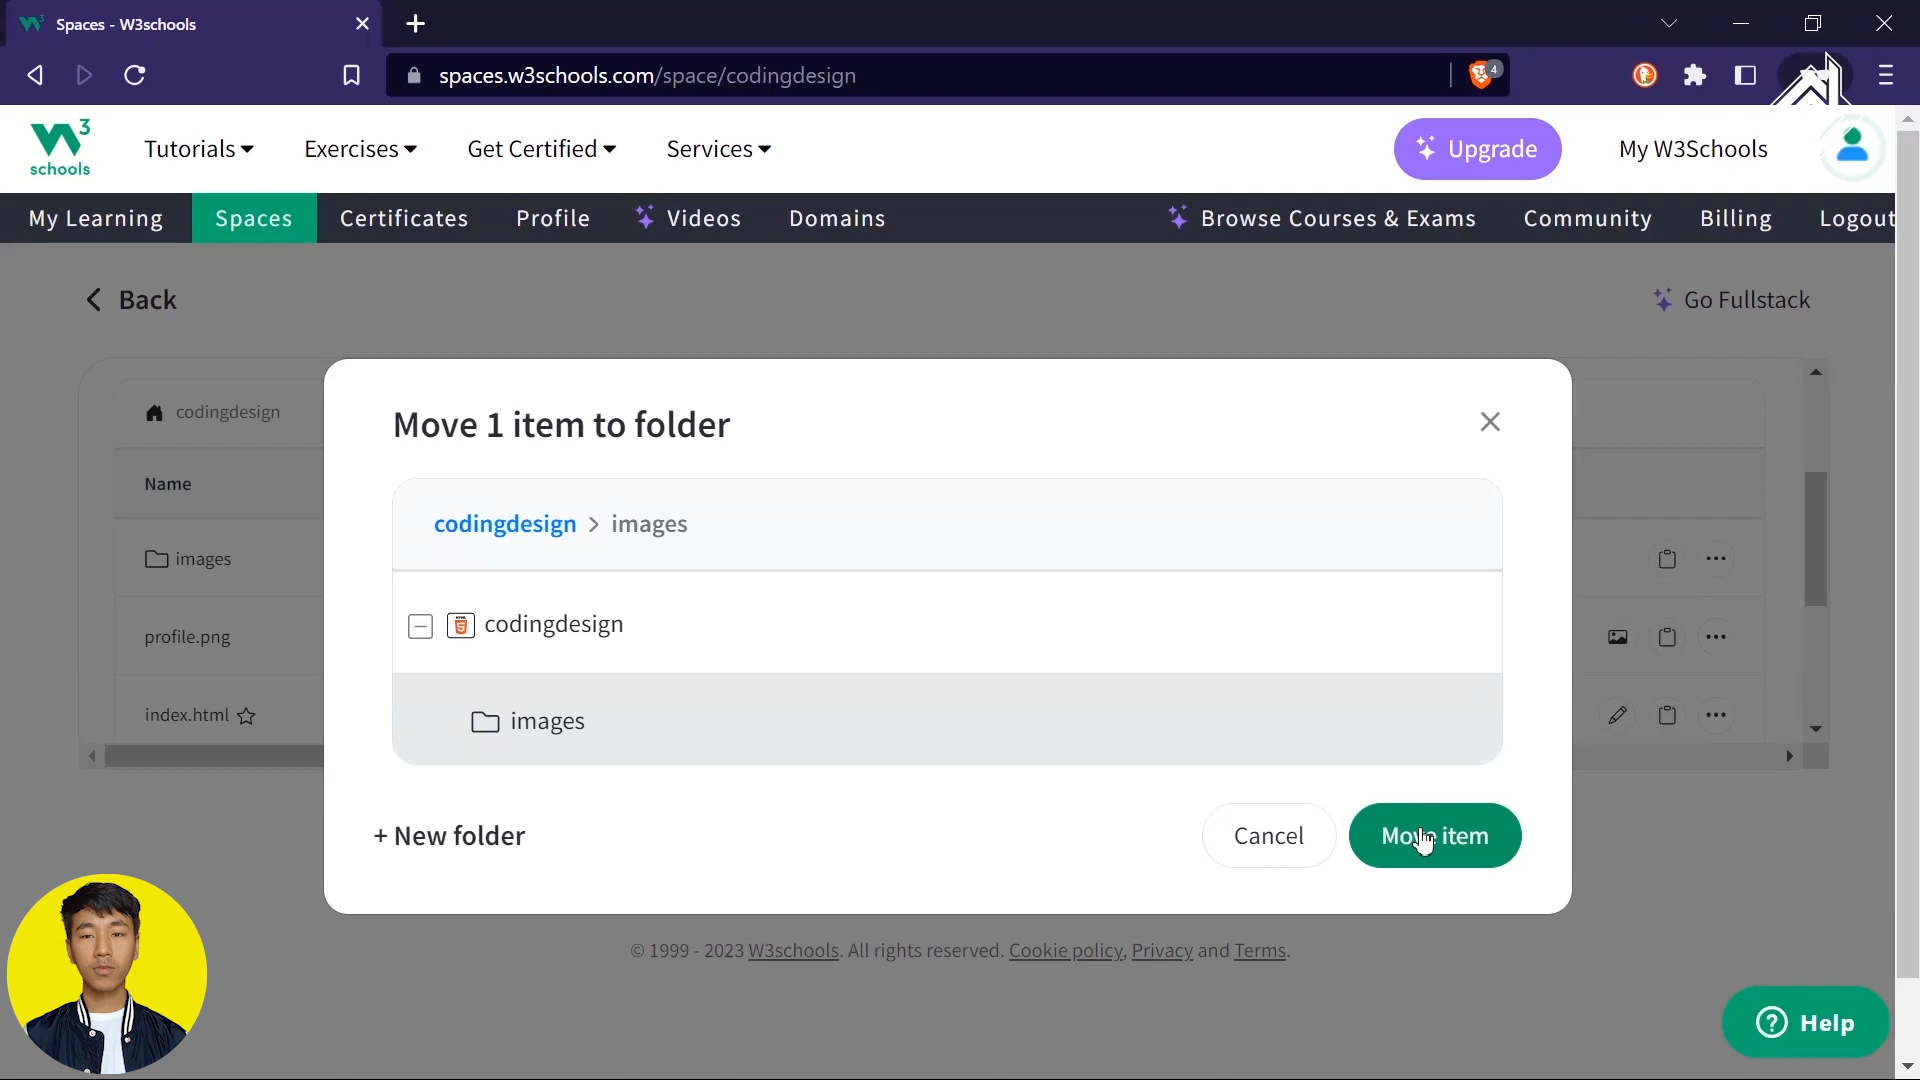 Spaces - W3schools
spaces.w3schools.com/space/codingdesign
4
W3 schools
Tutorials
Exercises
Get Certified
Services
Upgrade
My W3Schools
My Learning
Spaces
Certificates
Profile
Videos
Domains
Browse Courses & Exams
Community
Billing
Logout
Back
Go Fullstack
codingdesign
Name
images
profile.png
index.html
Move 1 item to folder
codingdesign > images
codingdesign
images
+ New folder
Cancel
Move item
© 1999 - 2023 W3schools. All rights reserved. Cookie policy, Privacy and Terms.
Help